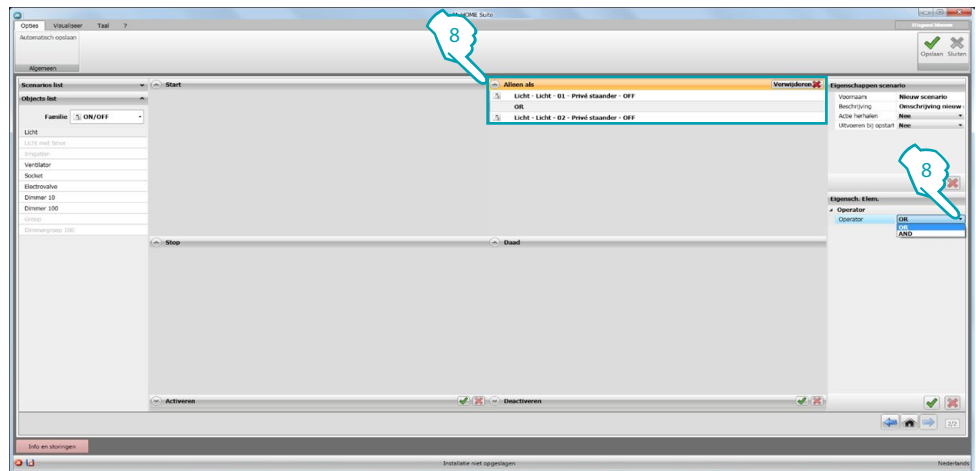 MyHOME Suite
Opties Visualiseer Taal ?
Automatisch opslaan
Algemeen
Opslaan Sluiten
8
Scenarios list
Objects list
Familie ON/OFF
Licht
Licht met timer
Irrigation
Ventilator
Socket
Electrovalve
Dimmer 10
Dimmer 100
Groep
Dimmergroep 100
Start
Alleen als Verwijderen
Licht - Licht - 01 - Privé staander - OFF
OR
Licht - Licht - 02 - Privé staander - OFF
Stop
Daad
Activeren
Deactiveren
Eigenschappen scenario
Voornaam Nieuw scenario
Beschrijving Omschrijving nieuw
Actie herhalen Nee
Uitvoeren bij opstart Nee
8
Eigensch. Elem.
Operator
Operator OR
OR
AND
2/2
Info en storingen
Installatie niet opgeslagen
Nederlands